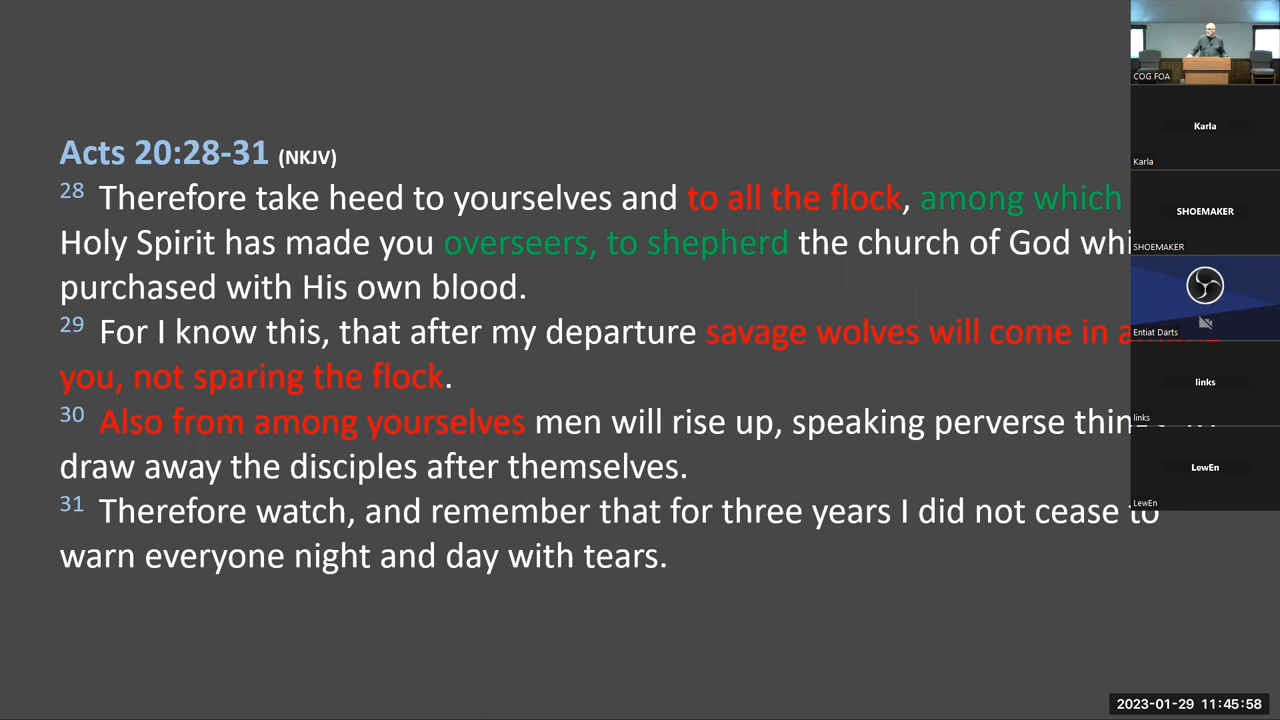 Acts 20:28-31 (NKJV)
28 Therefore take heed to yourselves and to all the flock, among which
Holy Spirit has made you overseers, to shepherd the church of God whi
purchased with His own blood.
29 For I know this, that after my departure savage wolves will come in
you, not sparing the flock.
30 Also from among yourselves men will rise up, speaking perverse
draw away the disciples after themselves.
31 Therefore watch, and remember that for three years I did not cease to
warn everyone night and day with tears.
COG FOA
Karla
Karla
SHOEMAKER
SHOEMAKER
Entiat Darts
links
links
LewEn
LewEn
2023-01-29 11:45:58